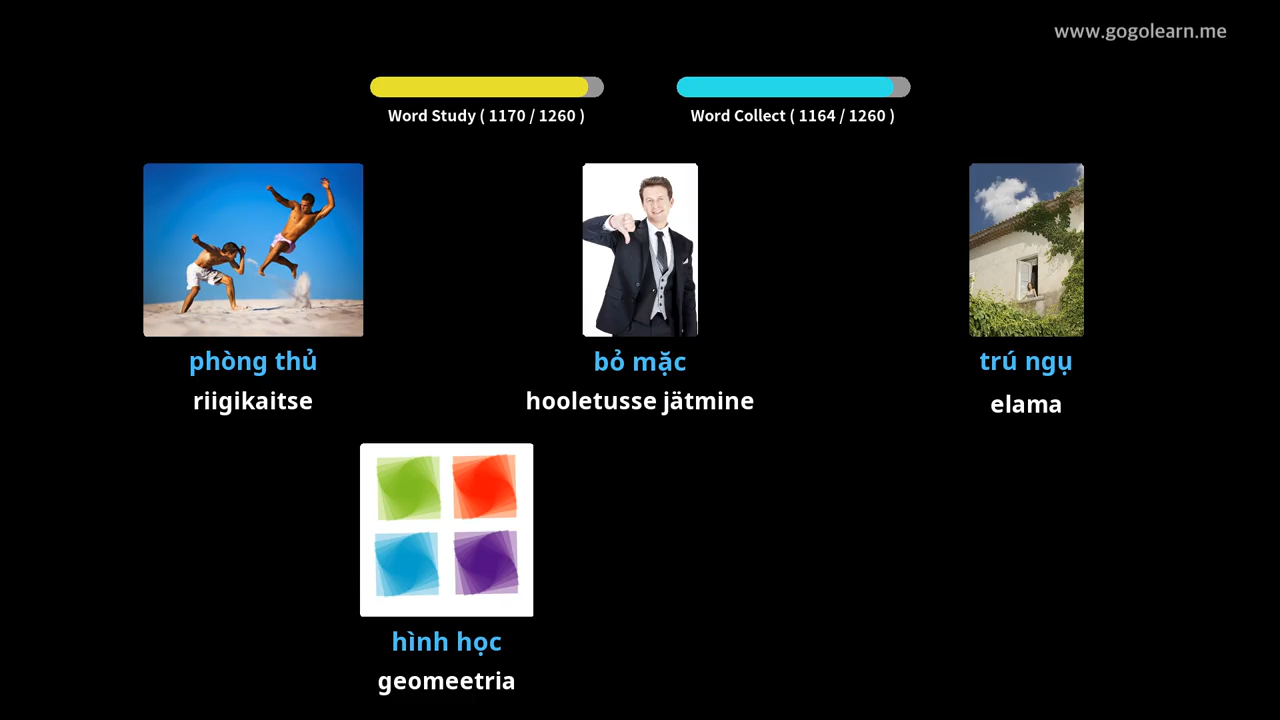 www.gogolearn.me
Word Study ( 1170 / 1260 )
Word Collect ( 1164 / 1260 )
phòng thủ
riigikaitse
bỏ mặc
hooletusse jätmine
trú ngụ
elama
hình học
geomeetria